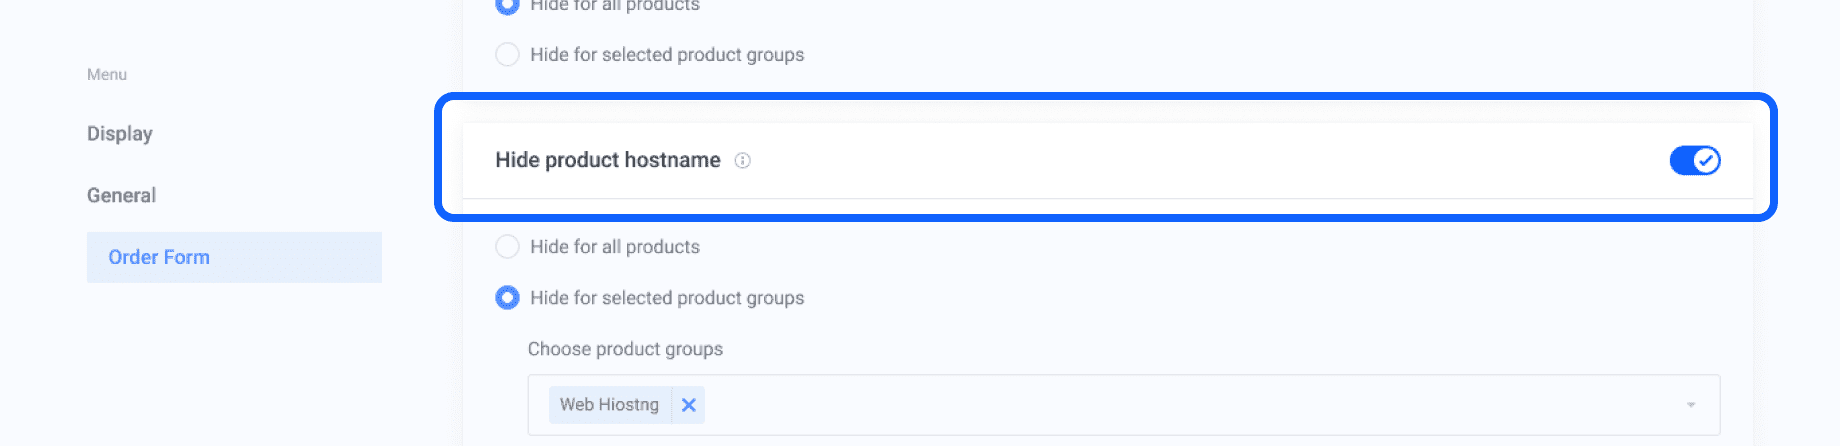 Hide for all products
Hide for selected product groups
Menu
Display
General
Order Form
Hide product hostname
Hide for all products
Hide for selected product groups
Choose product groups
Web Hiostng